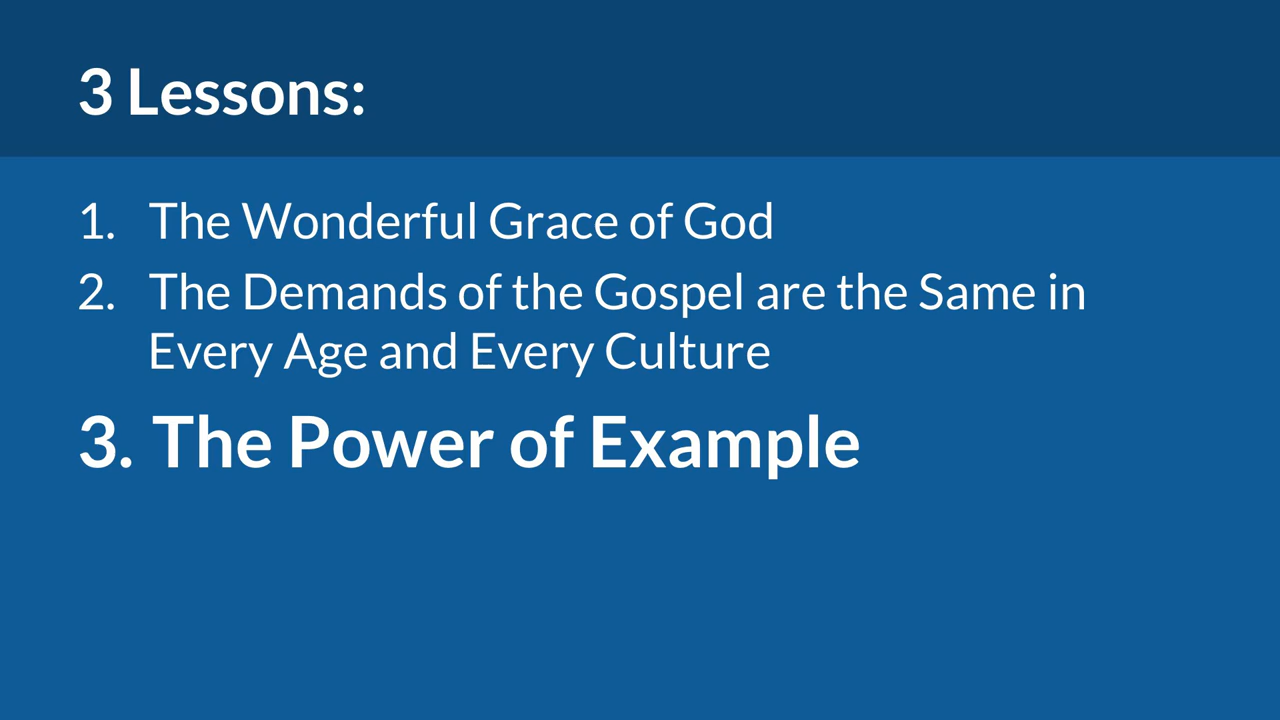 3 Lessons:
1. The Wonderful Grace of God
2. The Demands of the Gospel are the Same in
Every Age and Every Culture
3. The Power of Example